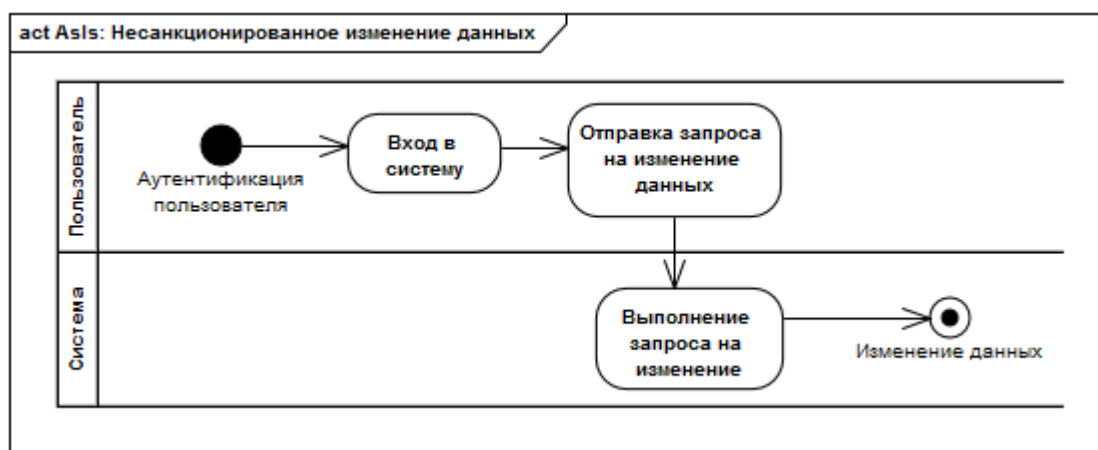 act AsIs: Несанкционированное изменение данных
Пользователь
Аутентификация
пользователя
Вход в
систему
Отправка запроса
на изменение
данных
Система
Выполнение
запроса на
изменение
Изменение данных